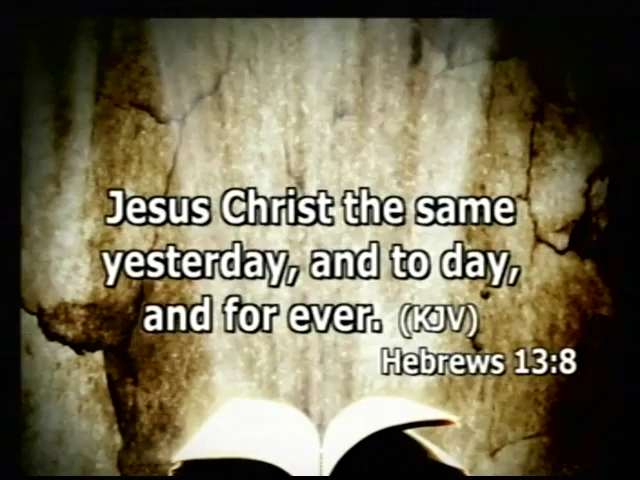 Jesus Christ the same
yesterday, and to day,
and for ever. (KJV)
Hebrews 13:8